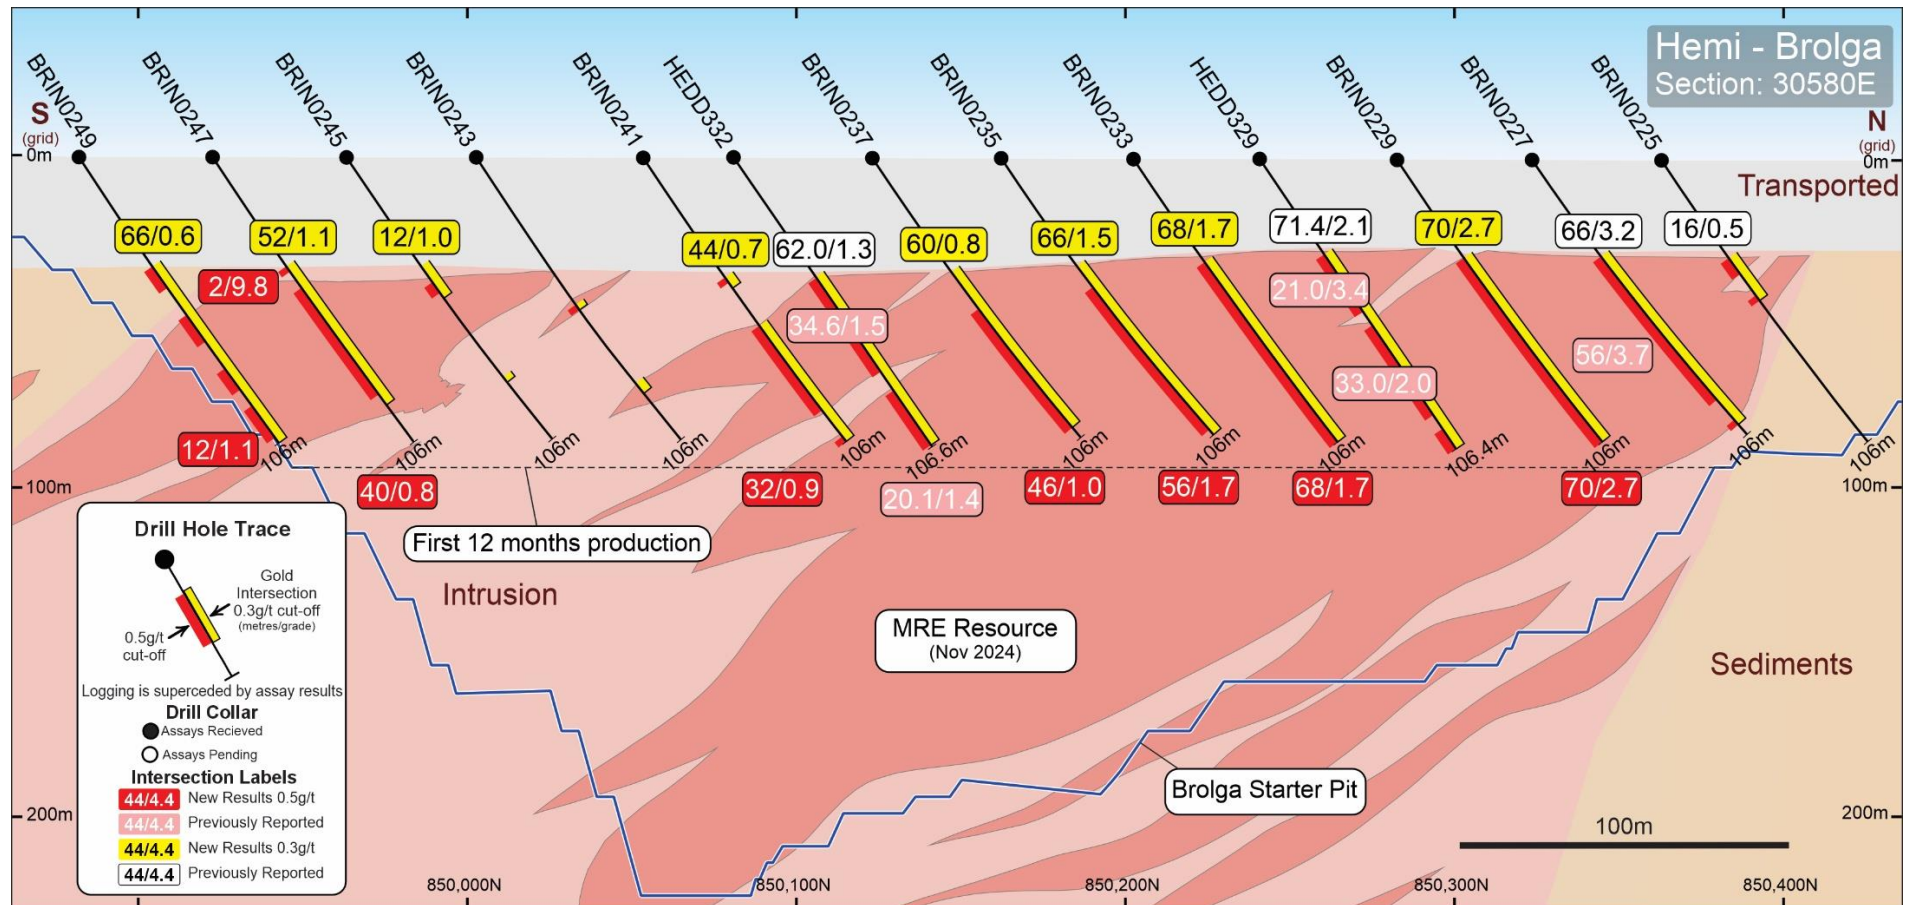 Hemi - Brolga
Section: 30580E
BRIN0249
BRIN0247
BRIN0245
BRIN0243
BRIN0241
HEDD332
BRIN0237
BRIN0235
BRIN0233
HEDD329
BRIN0229
BRIN0227
BRIN0225
S
(grid)
0m
N
(grid)
0m
Transported
66/0.6
52/1.1
12/1.0
44/0.7
62.0/1.3
60/0.8
66/1.5
68/1.7
71.4/2.1
70/2.7
66/3.2
16/0.5
2/9.8
34.6/1.5
21.0/3.4
56/3.7
33.0/2.0
12/1.1
106m
106m
106m
106m
106m
106.6m
106m
106m
106m
106.4m
106m
106m
106m
100m
40/0.8
32/0.9
20.1/1.4
46/1.0
56/1.7
68/1.7
70/2.7
100m
First 12 months production
Intrusion
MRE Resource
(Nov 2024)
Sediments
Brolga Starter Pit
Drill Hole Trace
Gold
Intersection
0.3g/t cut-off
(metres/grade)
0.5g/t
cut-off
Logging is superceded by assay results
Drill Collar
Assays Recieved
Assays Pending
Intersection Labels
44/4.4 New Results 0.5g/t
44/4.4 Previously Reported
44/4.4 New Results 0.3g/t
44/4.4 Previously Reported
200m
200m
100m
850,000N
850,100N
850,200N
850,300N
850,400N